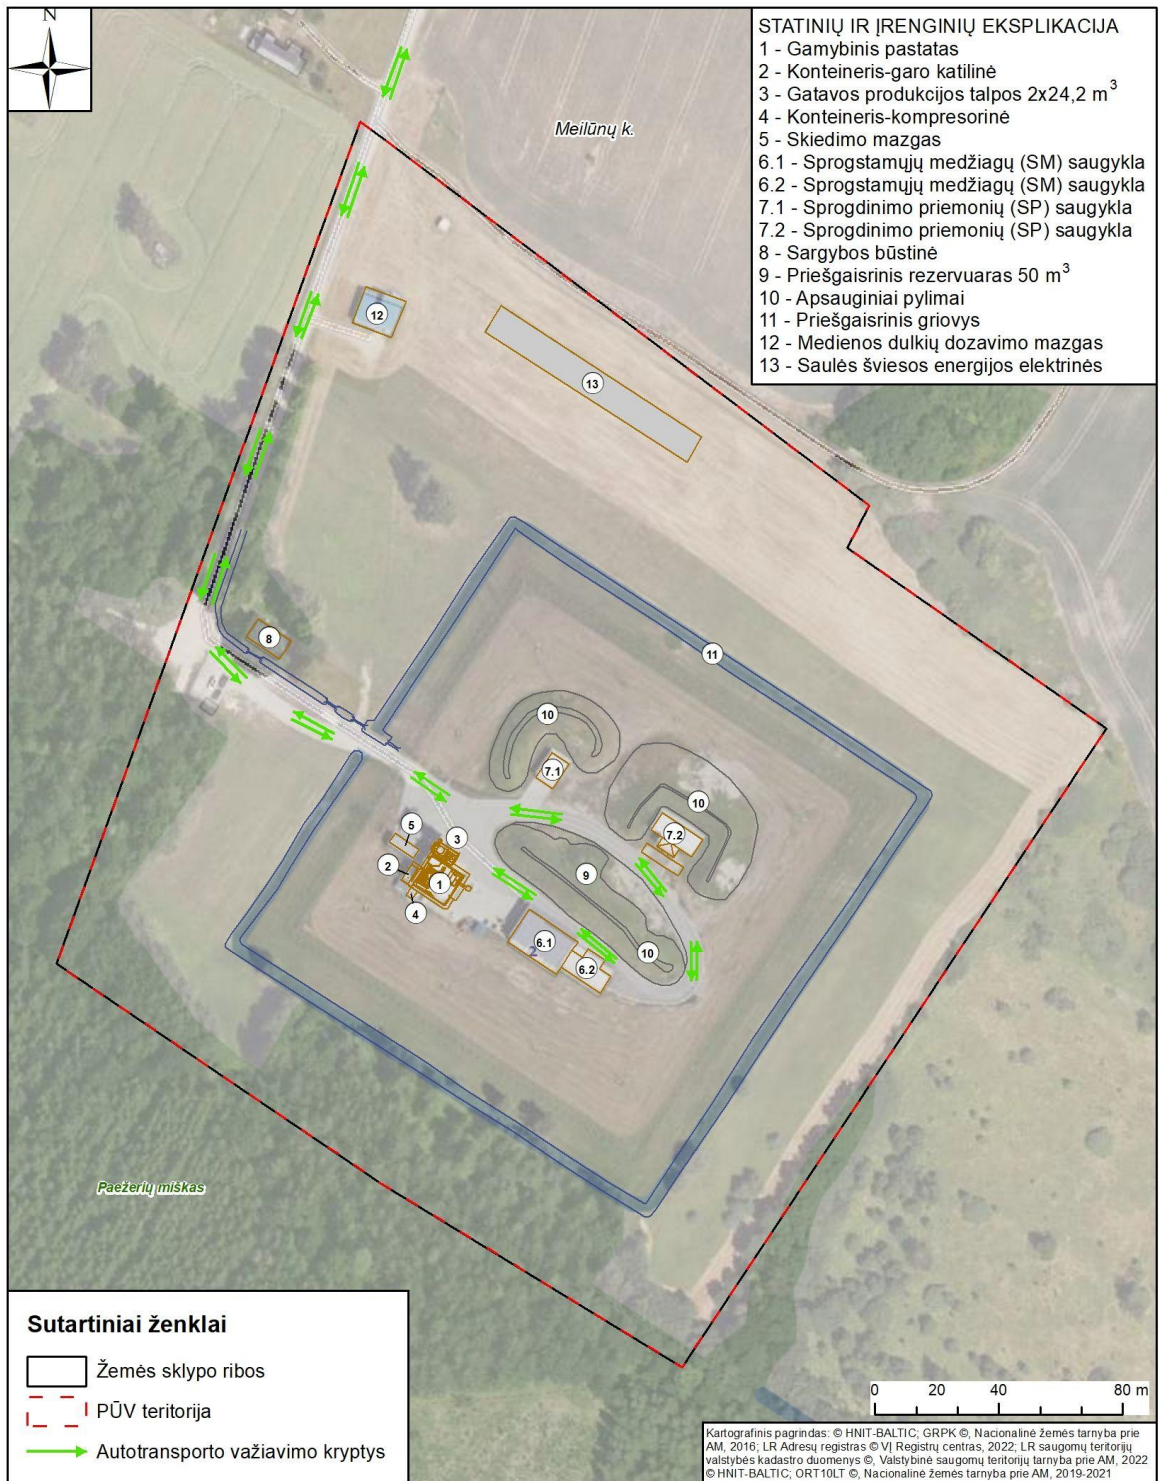 N
STATINIŲ IR ĮRENGINIŲ EKSPLIKACIJA
1 - Gamybinis pastatas
2 - Konteineris-garo katilinė
3 - Gatavos produkcijos talpos 2x24,2 m³
4 - Konteineris-kompresorinė
5 - Skiedimo mazgas
6.1 - Sprogstamųjų medžiagų (SM) saugykla
6.2 - Sprogstamųjų medžiagų (SM) saugykla
7.1 - Sprogdinimo priemonių (SP) saugykla
7.2 - Sprogdinimo priemonių (SP) saugykla
8 - Sargybos būstinė
9 - Priešgaisrinis rezervuaras 50 m³
10 - Apsauginiai pylimai
11 - Priešgaisrinis griovys
12 - Medienos dulkių dozavimo mazgas
13 - Saulės šviesos energijos elektrinės
Meilūnų k.
12
13
8
11
10
7.1
10
7.2
5
3
2
1
4
9
6.1
2
6.2
10
Paežerių miškas
Sutartiniai ženklai
Žemės sklypo ribos
PŪV teritorija
Autotransporto važiavimo kryptys
0 20 40 80 m
Kartografinis pagrindas: © HNIT-BALTIC; GRPK ©, Nacionalinė žemės tarnyba prie
AM, 2016; LR Adresų registras © VĮ Registrų centras, 2022; LR saugomų teritorijų
valstybės kadastro duomenys ©, Valstybinė saugomų teritorijų tarnyba prie AM, 2022
© HNIT-BALTIC; ORT10LT ©, Nacionalinė žemės tarnyba prie AM, 2019-2021